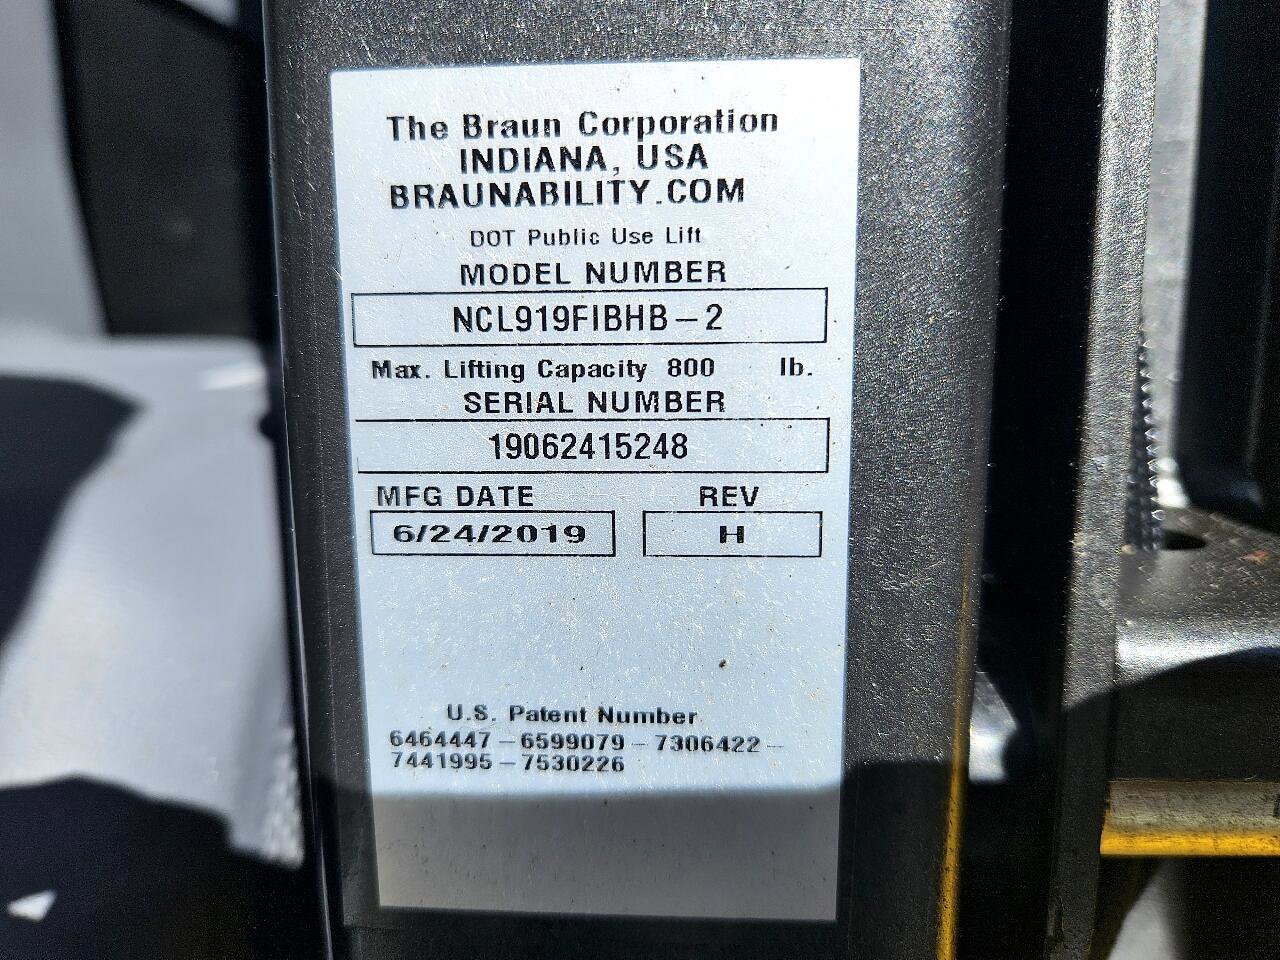 The Braun Corporation
INDIANA, USA
BRAUNABILITY.COM
DOT Public Use Lift
MODEL NUMBER
NCL919FIBHB-2
Max. Lifting Capacity 800 lb.
SERIAL NUMBER
19062415248
MFG DATE REV
6/24/2019 H
U.S. Patent Number
6464447-6599079-7306422-
7441995-7530226